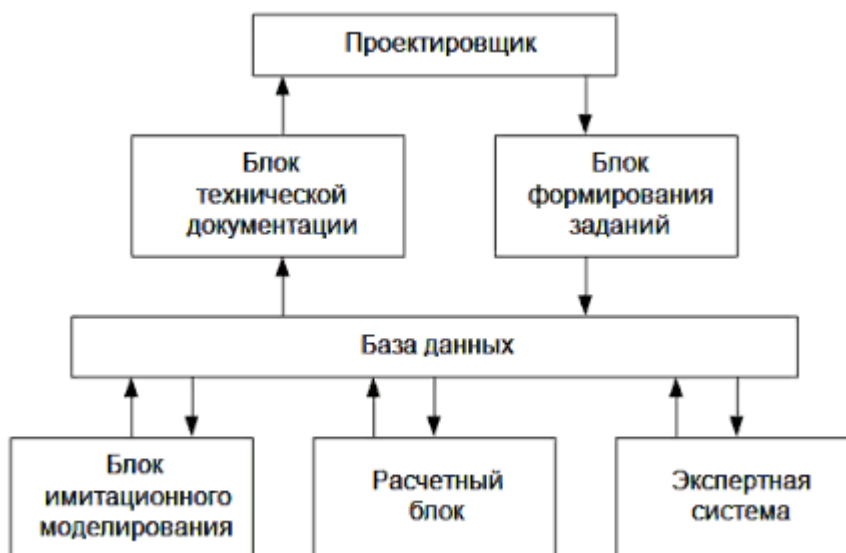 Проектировщик
Блок
технической
документации
Блок
формирования
заданий
База данных
Блок
имитационного
моделирования
Расчетный
блок
Экспертная
система